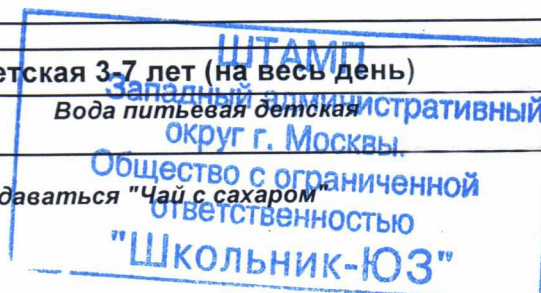 ШТАМП
етская 3-7 лет (на весь день)
Западный административный
Вода питьевая детская
округ г. Москвы.
Общество с ограниченной
даваться "Чай с сахаром"
ответственностью
"Школьник-ЮЗ"